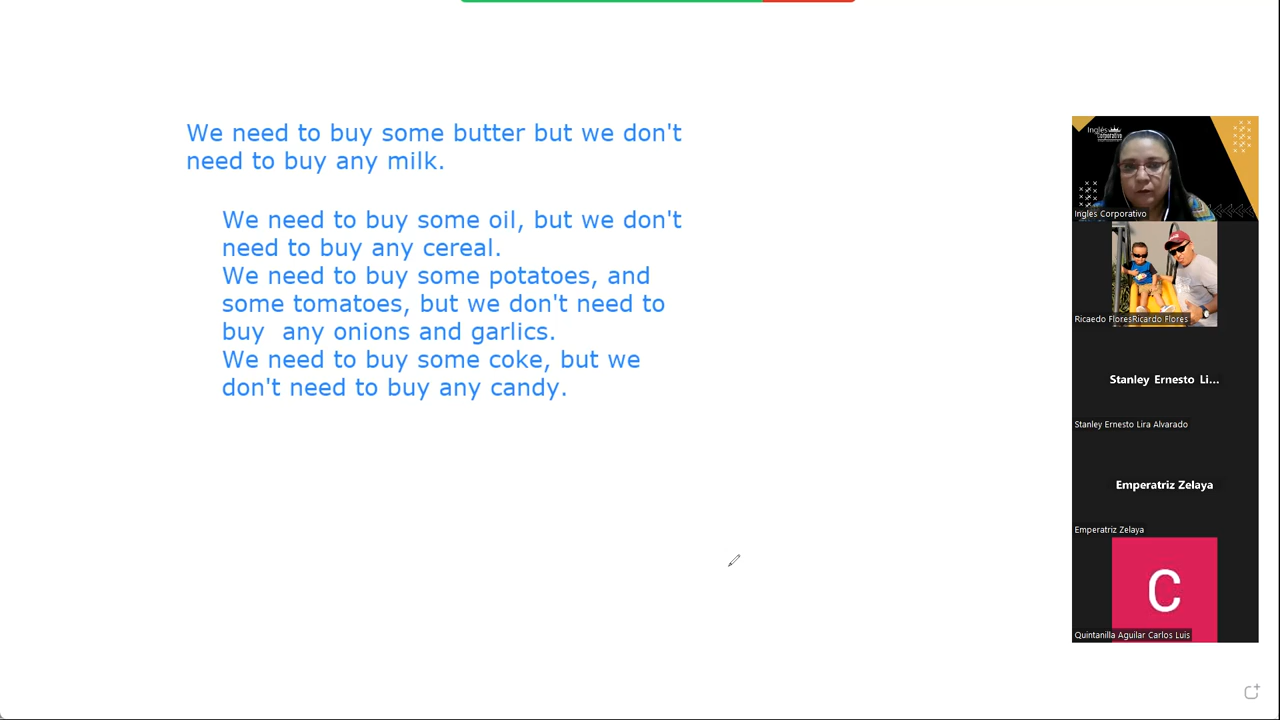 We need to buy some butter but we don't
need to buy any milk.
We need to buy some oil, but we don't
need to buy any cereal.
We need to buy some potatoes, and
some tomatoes, but we don't need to
buy  any onions and garlics.
We need to buy some coke, but we
don't need to buy any candy.
Inglés
Corporativo
Ingles Corporativo
Ricaedo FloresRicardo Flores
Stanley Ernesto Li...
Stanley Ernesto Lira Alvarado
Emperatriz Zelaya
Emperatriz Zelaya
C
Quintanilla Aguilar Carlos Luis